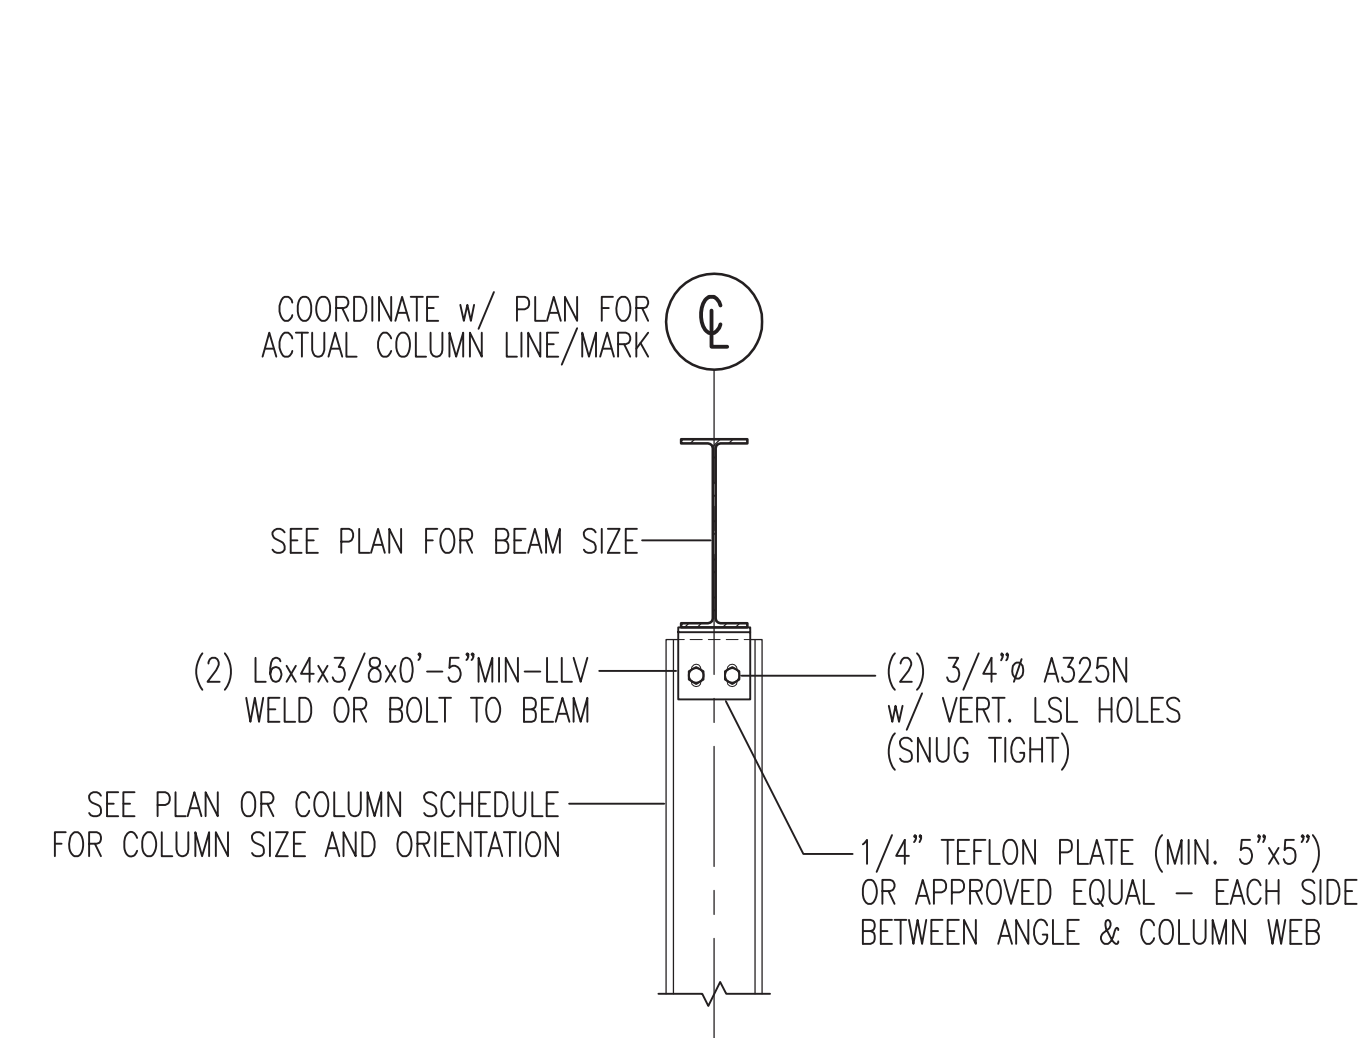 COORDINATE w/ PLAN FOR
ACTUAL COLUMN LINE/MARK
℄
SEE PLAN FOR BEAM SIZE
(2) L6x4x3/8x0'-5"MIN-LLV
WELD OR BOLT TO BEAM
(2) 3/4"ø A325N
w/ VERT. LSL HOLES
(SNUG TIGHT)
SEE PLAN OR COLUMN SCHEDULE
FOR COLUMN SIZE AND ORIENTATION
1/4" TEFLON PLATE (MIN. 5"x5")
OR APPROVED EQUAL - EACH SIDE
BETWEEN ANGLE & COLUMN WEB